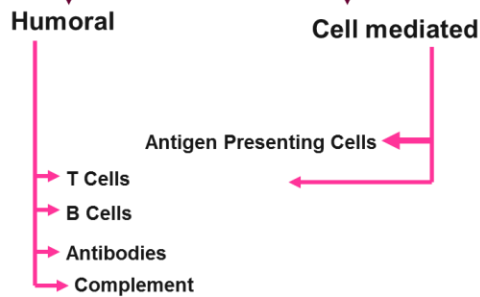 Humoral
Cell mediated
Antigen Presenting Cells
T Cells
B Cells
Antibodies
Complement